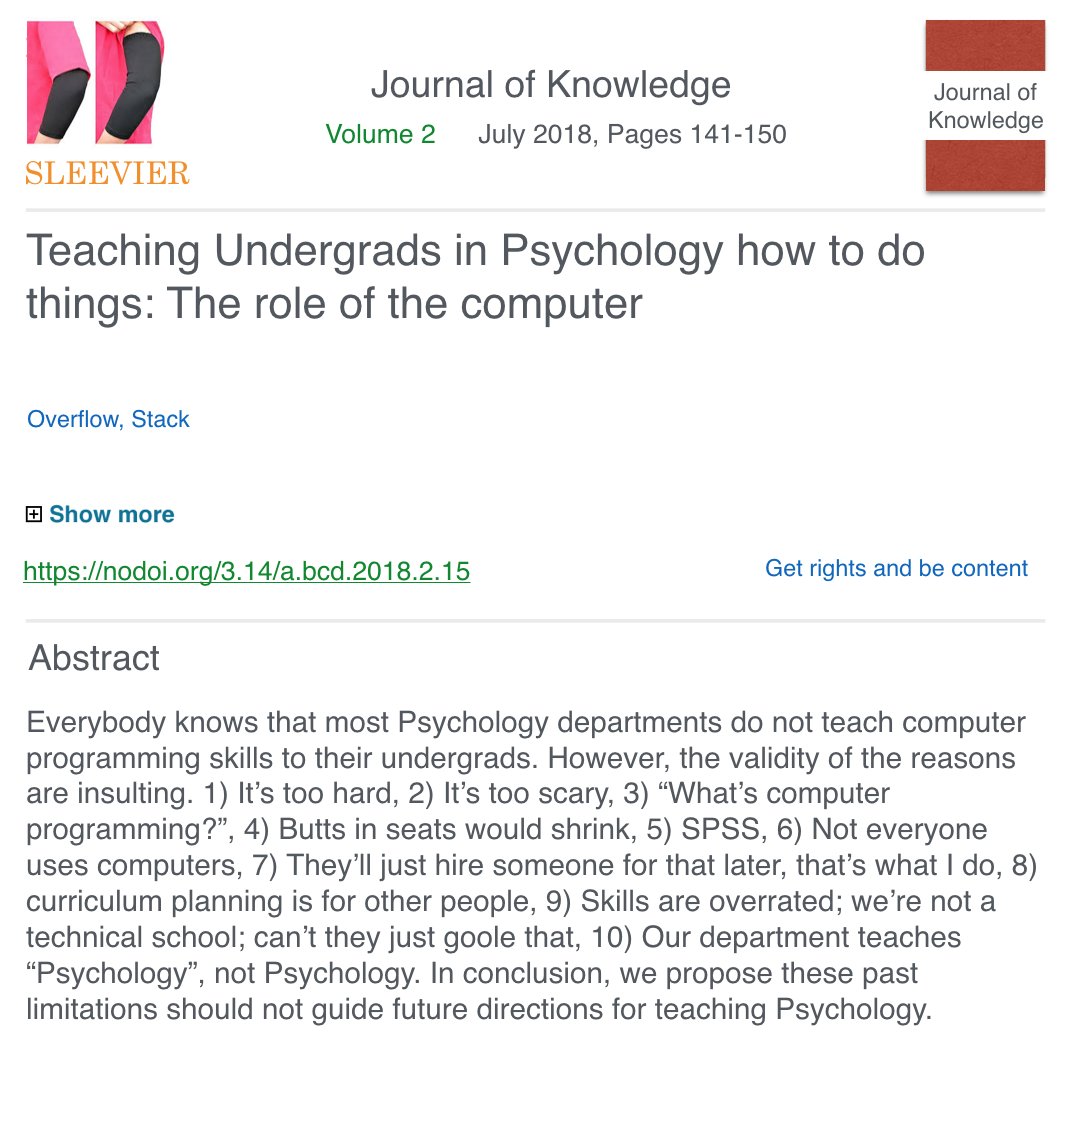 Journal of Knowledge
Volume 2 July 2018, Pages 141-150
SLEEVIER
Journal of
Knowledge
Teaching Undergrads in Psychology how to do
things: The role of the computer
Overflow, Stack
Show more
https://nodoi.org/3.14/a.bcd.2018.2.15
Get rights and be content
Abstract
Everybody knows that most Psychology departments do not teach computer
programming skills to their undergrads. However, the validity of the reasons
are insulting. 1) It’s too hard, 2) It’s too scary, 3) “What’s computer
programming?”, 4) Butts in seats would shrink, 5) SPSS, 6) Not everyone
uses computers, 7) They’ll just hire someone for that later, that’s what I do, 8)
curriculum planning is for other people, 9) Skills are overrated; we’re not a
technical school; can’t they just goole that, 10) Our department teaches
“Psychology”, not Psychology. In conclusion, we propose these past
limitations should not guide future directions for teaching Psychology.